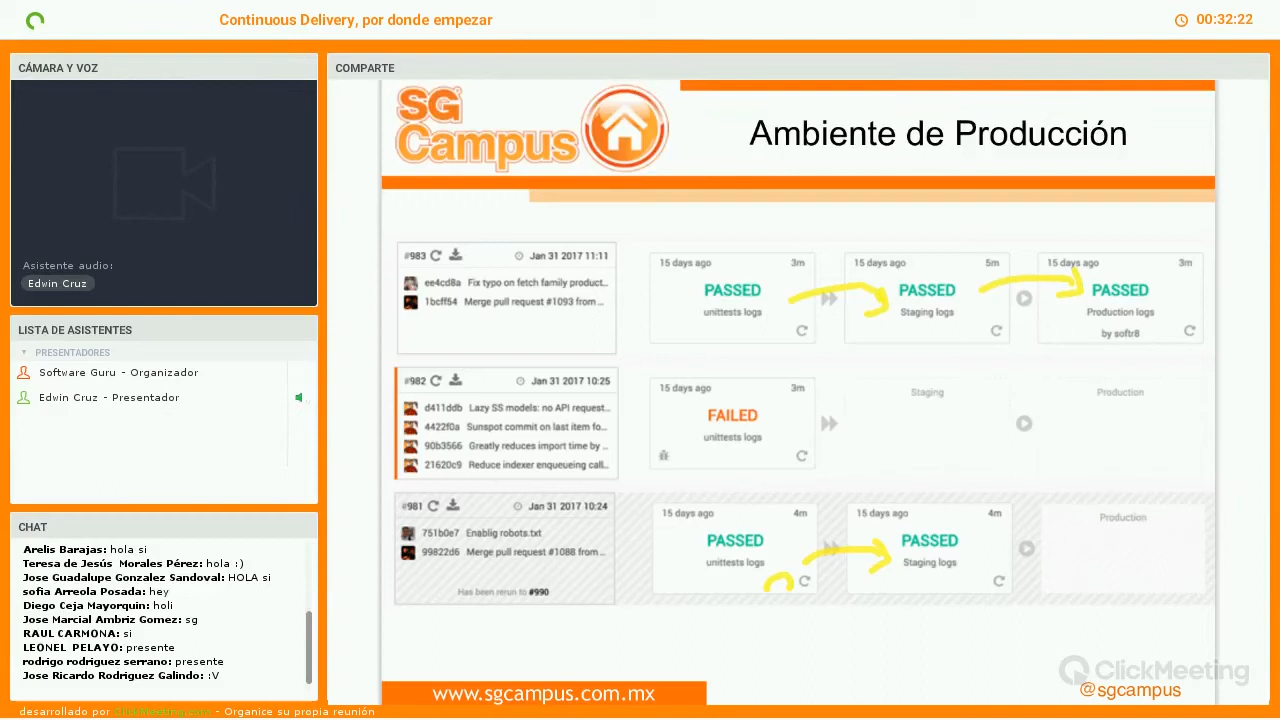 Continuous Delivery, por donde empezar
00:32:22
CÁMARA Y VOZ
Asistente audio:
Edwin Cruz
LISTA DE ASISTENTES
PRESENTADORES
Software Guru - Organizador
Edwin Cruz - Presentador
CHAT
Arelis Barajas: hola si
Teresa de Jesús Morales Pérez: hola :)
Jose Guadalupe Gonzalez Sandoval: HOLA si
sofia Arreola Posada: hey
Diego Ceja Mayorquin: holi
Jose Marcial Ambriz Gomez: sg
RAUL CARMONA: si
LEONEL PELAYO: presente
rodrigo rodriguez serrano: presente
Jose Ricardo Rodriguez Galindo: :V
COMPARTE
SG
Campus
Ambiente de Producción
#983 Jan 31 2017 11:11
ee4cd8a Fix typo on fetch family product...
1bcff54 Merge pull request #1093 from ...
15 days ago 3m
PASSED
unittests logs
15 days ago 5m
PASSED
Staging logs
15 days ago 3m
PASSED
Production logs
by softr8
#982 Jan 31 2017 10:25
d411ddb Lazy SS models: no API request...
4422f0a Sunspot commit on last item fo...
90b3566 Greatly reduces import time by ...
21620c9 Reduce indexer enqueueing call...
15 days ago 3m
FAILED
unittests logs
Staging
Production
#981 Jan 31 2017 10:24
751b0e7 Enablig robots.txt
99822d6 Merge pull request #1088 from...
Has been rerun to #990
15 days ago 4m
PASSED
unittests logs
15 days ago 4m
PASSED
Staging logs
Production
www.sgcampus.com.mx
ClickMeeting
@sgcampus
desarrollado por ClickMeeting.com - Organice su propia reunión